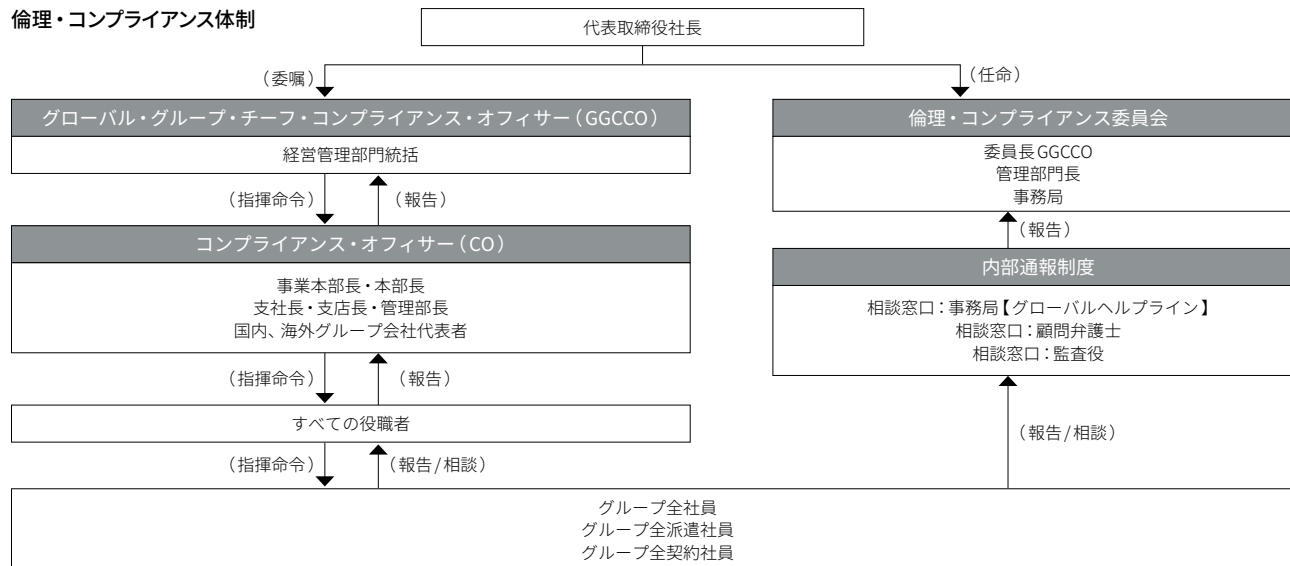 倫理・コンプライアンス体制
代表取締役社長
（委嘱）
（任命）
グローバル・グループ・チーフ・コンプライアンス・オフィサー（GGCCO）
経営管理部門統括
倫理・コンプライアンス委員会
委員長GGCCO
管理部門長
事務局
（指揮命令）
（報告）
（報告）
コンプライアンス・オフィサー（CO）
事業本部長・本部長
支社長・支店長・管理部長
国内、海外グループ会社代表者
内部通報制度
相談窓口：事務局【グローバルヘルプライン】
相談窓口：顧問弁護士
相談窓口：監査役
（指揮命令）
（報告）
すべての役職者
（報告/相談）
（指揮命令）
（報告/相談）
グループ全社員
グループ全派遣社員
グループ全契約社員